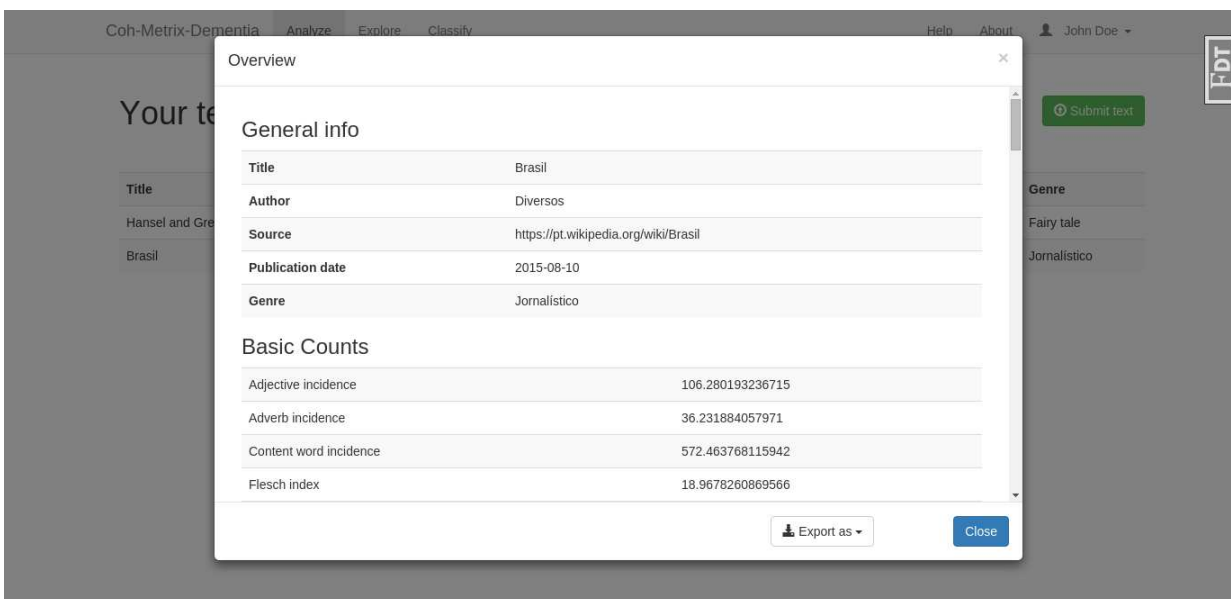 Coh-Metrix-Dementia Analyze Explore Classify Help About John Doe
Overview ×
FDT
Your te
Submit text
General info
Title Brasil
Author Diversos
Source https://pt.wikipedia.org/wiki/Brasil
Publication date 2015-08-10
Genre Jornalístico
Title Genre
Hansel and Gre Fairy tale
Brasil Jornalístico
Basic Counts
Adjective incidence 106.280193236715
Adverb incidence 36.231884057971
Content word incidence 572.463768115942
Flesch index 18.9678260869566
Export as Close